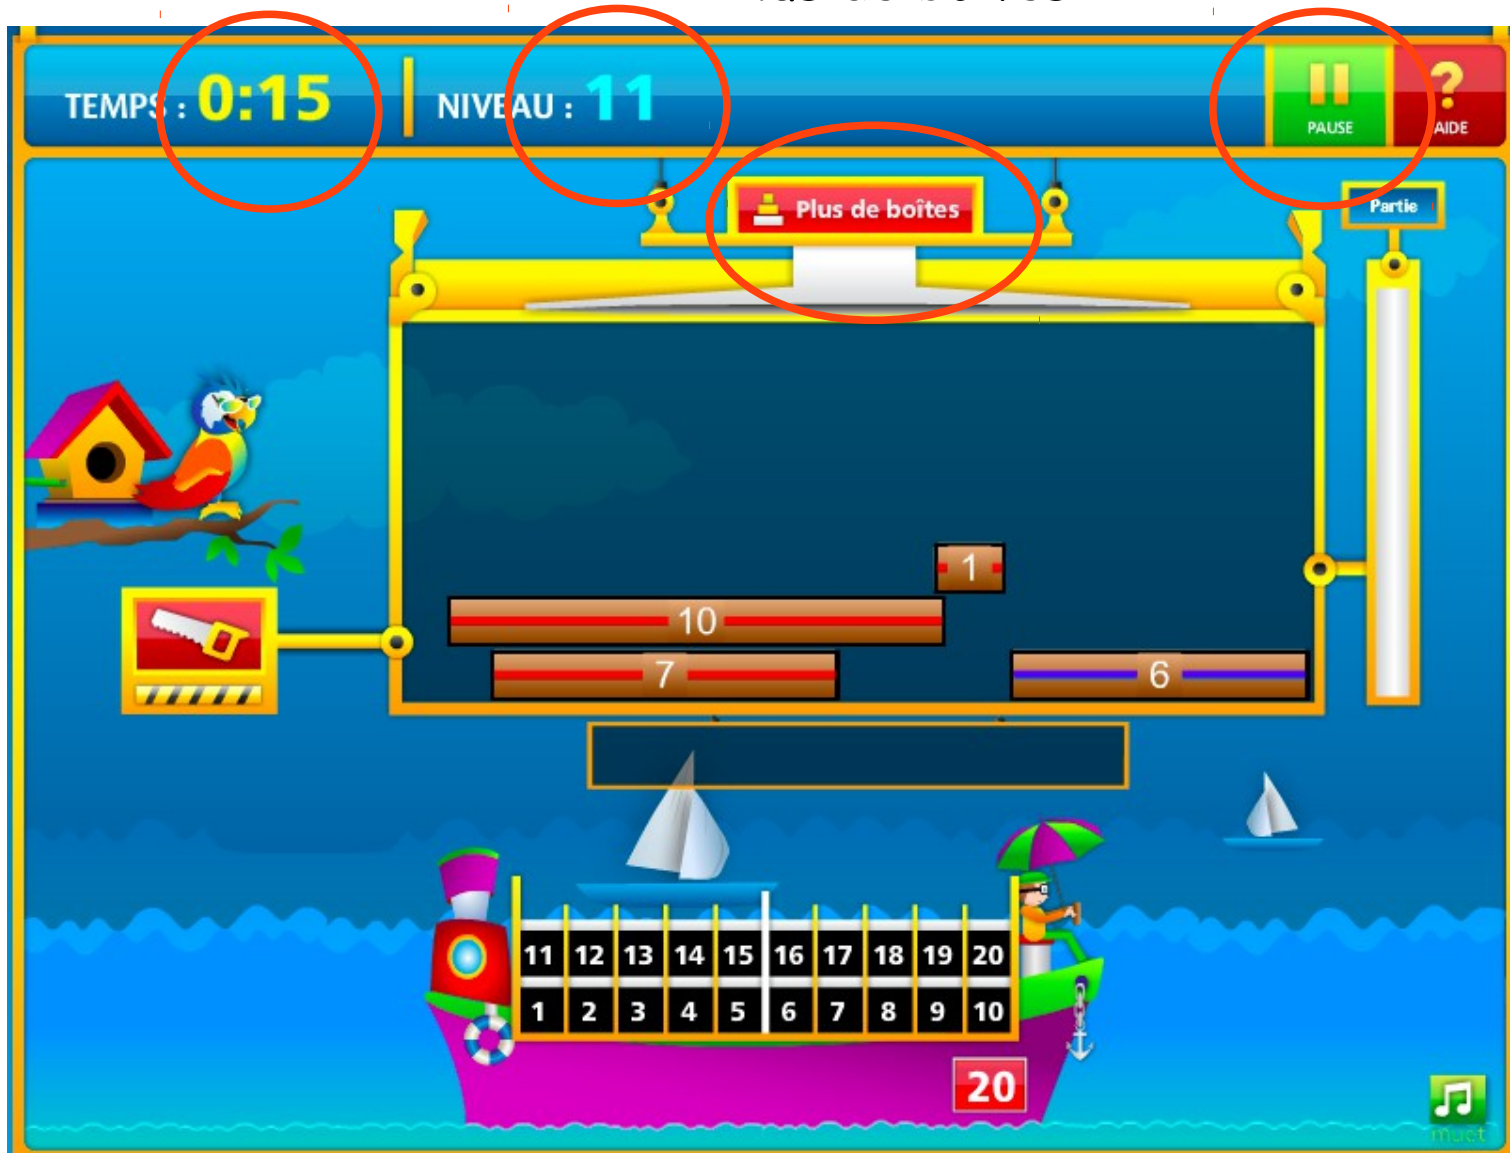 TEMPS : 0:15
NIVEAU : 11
PAUSE
? AIDE
Plus de boîtes
Partie
1
10
7
6
11 12 13 14 15 16 17 18 19 20
1 2 3 4 5 6 7 8 9 10
20
muet